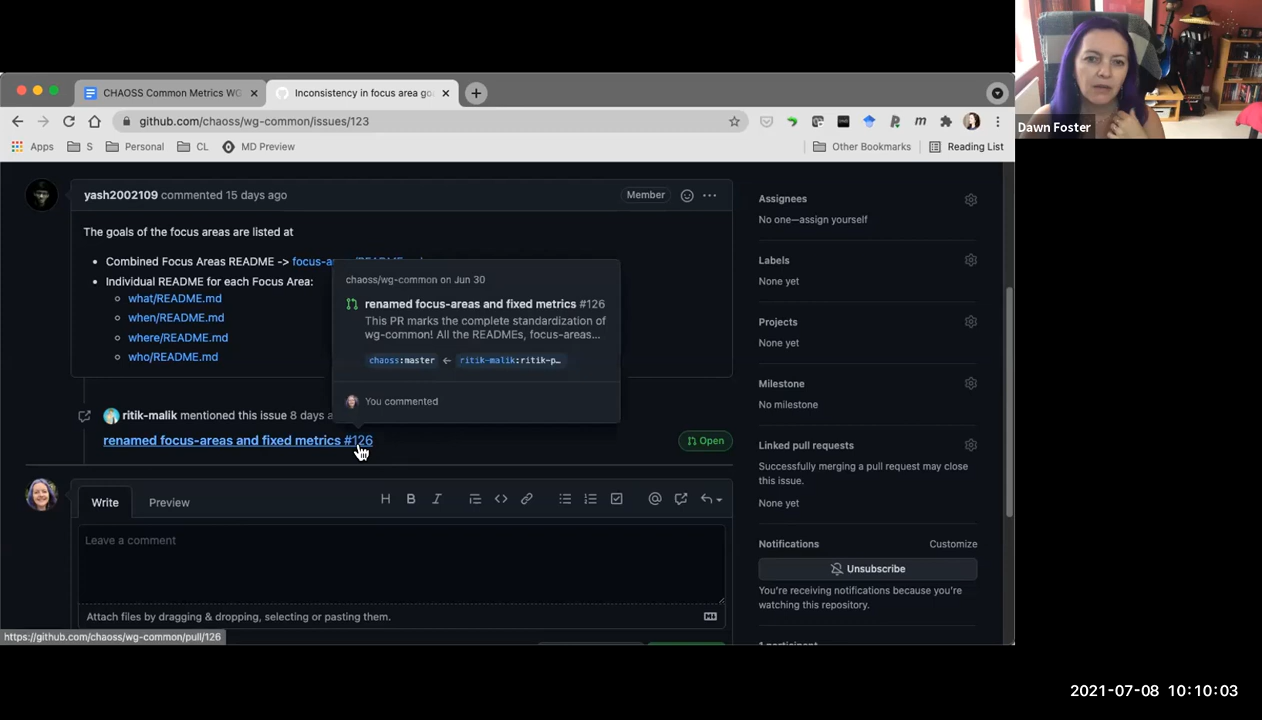 CHAOSS Common Metrics WG
Inconsistency in focus area go
github.com/chaoss/wg-common/issues/123
Apps
S
Personal
CL
MD Preview
Other Bookmarks
Reading List
Dawn Foster
yash2002109 commented 15 days ago
Member
The goals of the focus areas are listed at
Combined Focus Areas README -> focus-a
Individual README for each Focus Area:
what/README.md
when/README.md
where/README.md
who/README.md
chaoss/wg-common on Jun 30
renamed focus-areas and fixed metrics #126
This PR marks the complete standardization of
wg-common! All the READMEs, focus-areas...
chaoss:master ← ritik-malik:ritik-p…
You commented
ritik-malik mentioned this issue 8 days a
renamed focus-areas and fixed metrics #126
Open
Write
Preview
Leave a comment
Attach files by dragging & dropping, selecting or pasting them.
Assignees
No one—assign yourself
Labels
None yet
Projects
None yet
Milestone
No milestone
Linked pull requests
Successfully merging a pull request may close
this issue.
None yet
Notifications
Customize
Unsubscribe
You're receiving notifications because you're
watching this repository.
https://github.com/chaoss/wg-common/pull/126
2021-07-08 10:10:03